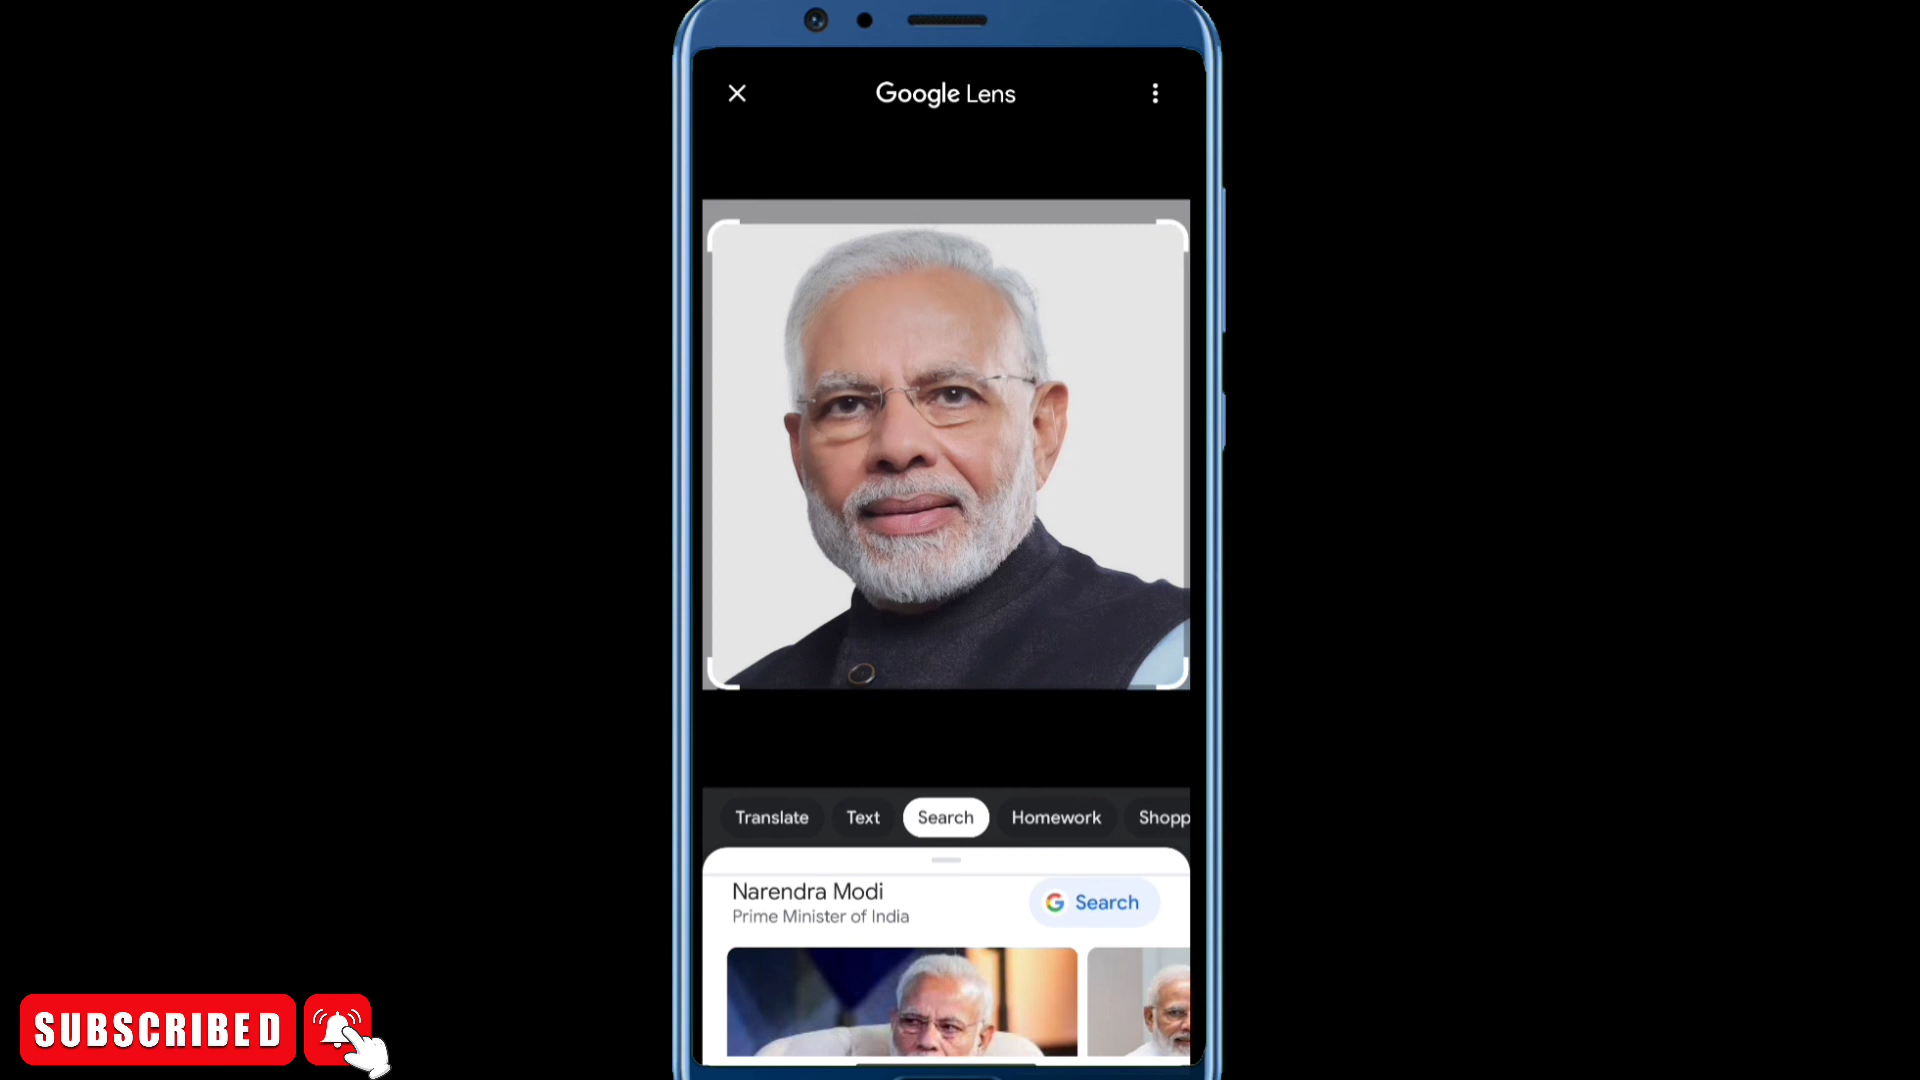 Google Lens
Translate Text Search Homework Shopp
Narendra Modi
Prime Minister of India
Search
SUBSCRIBED